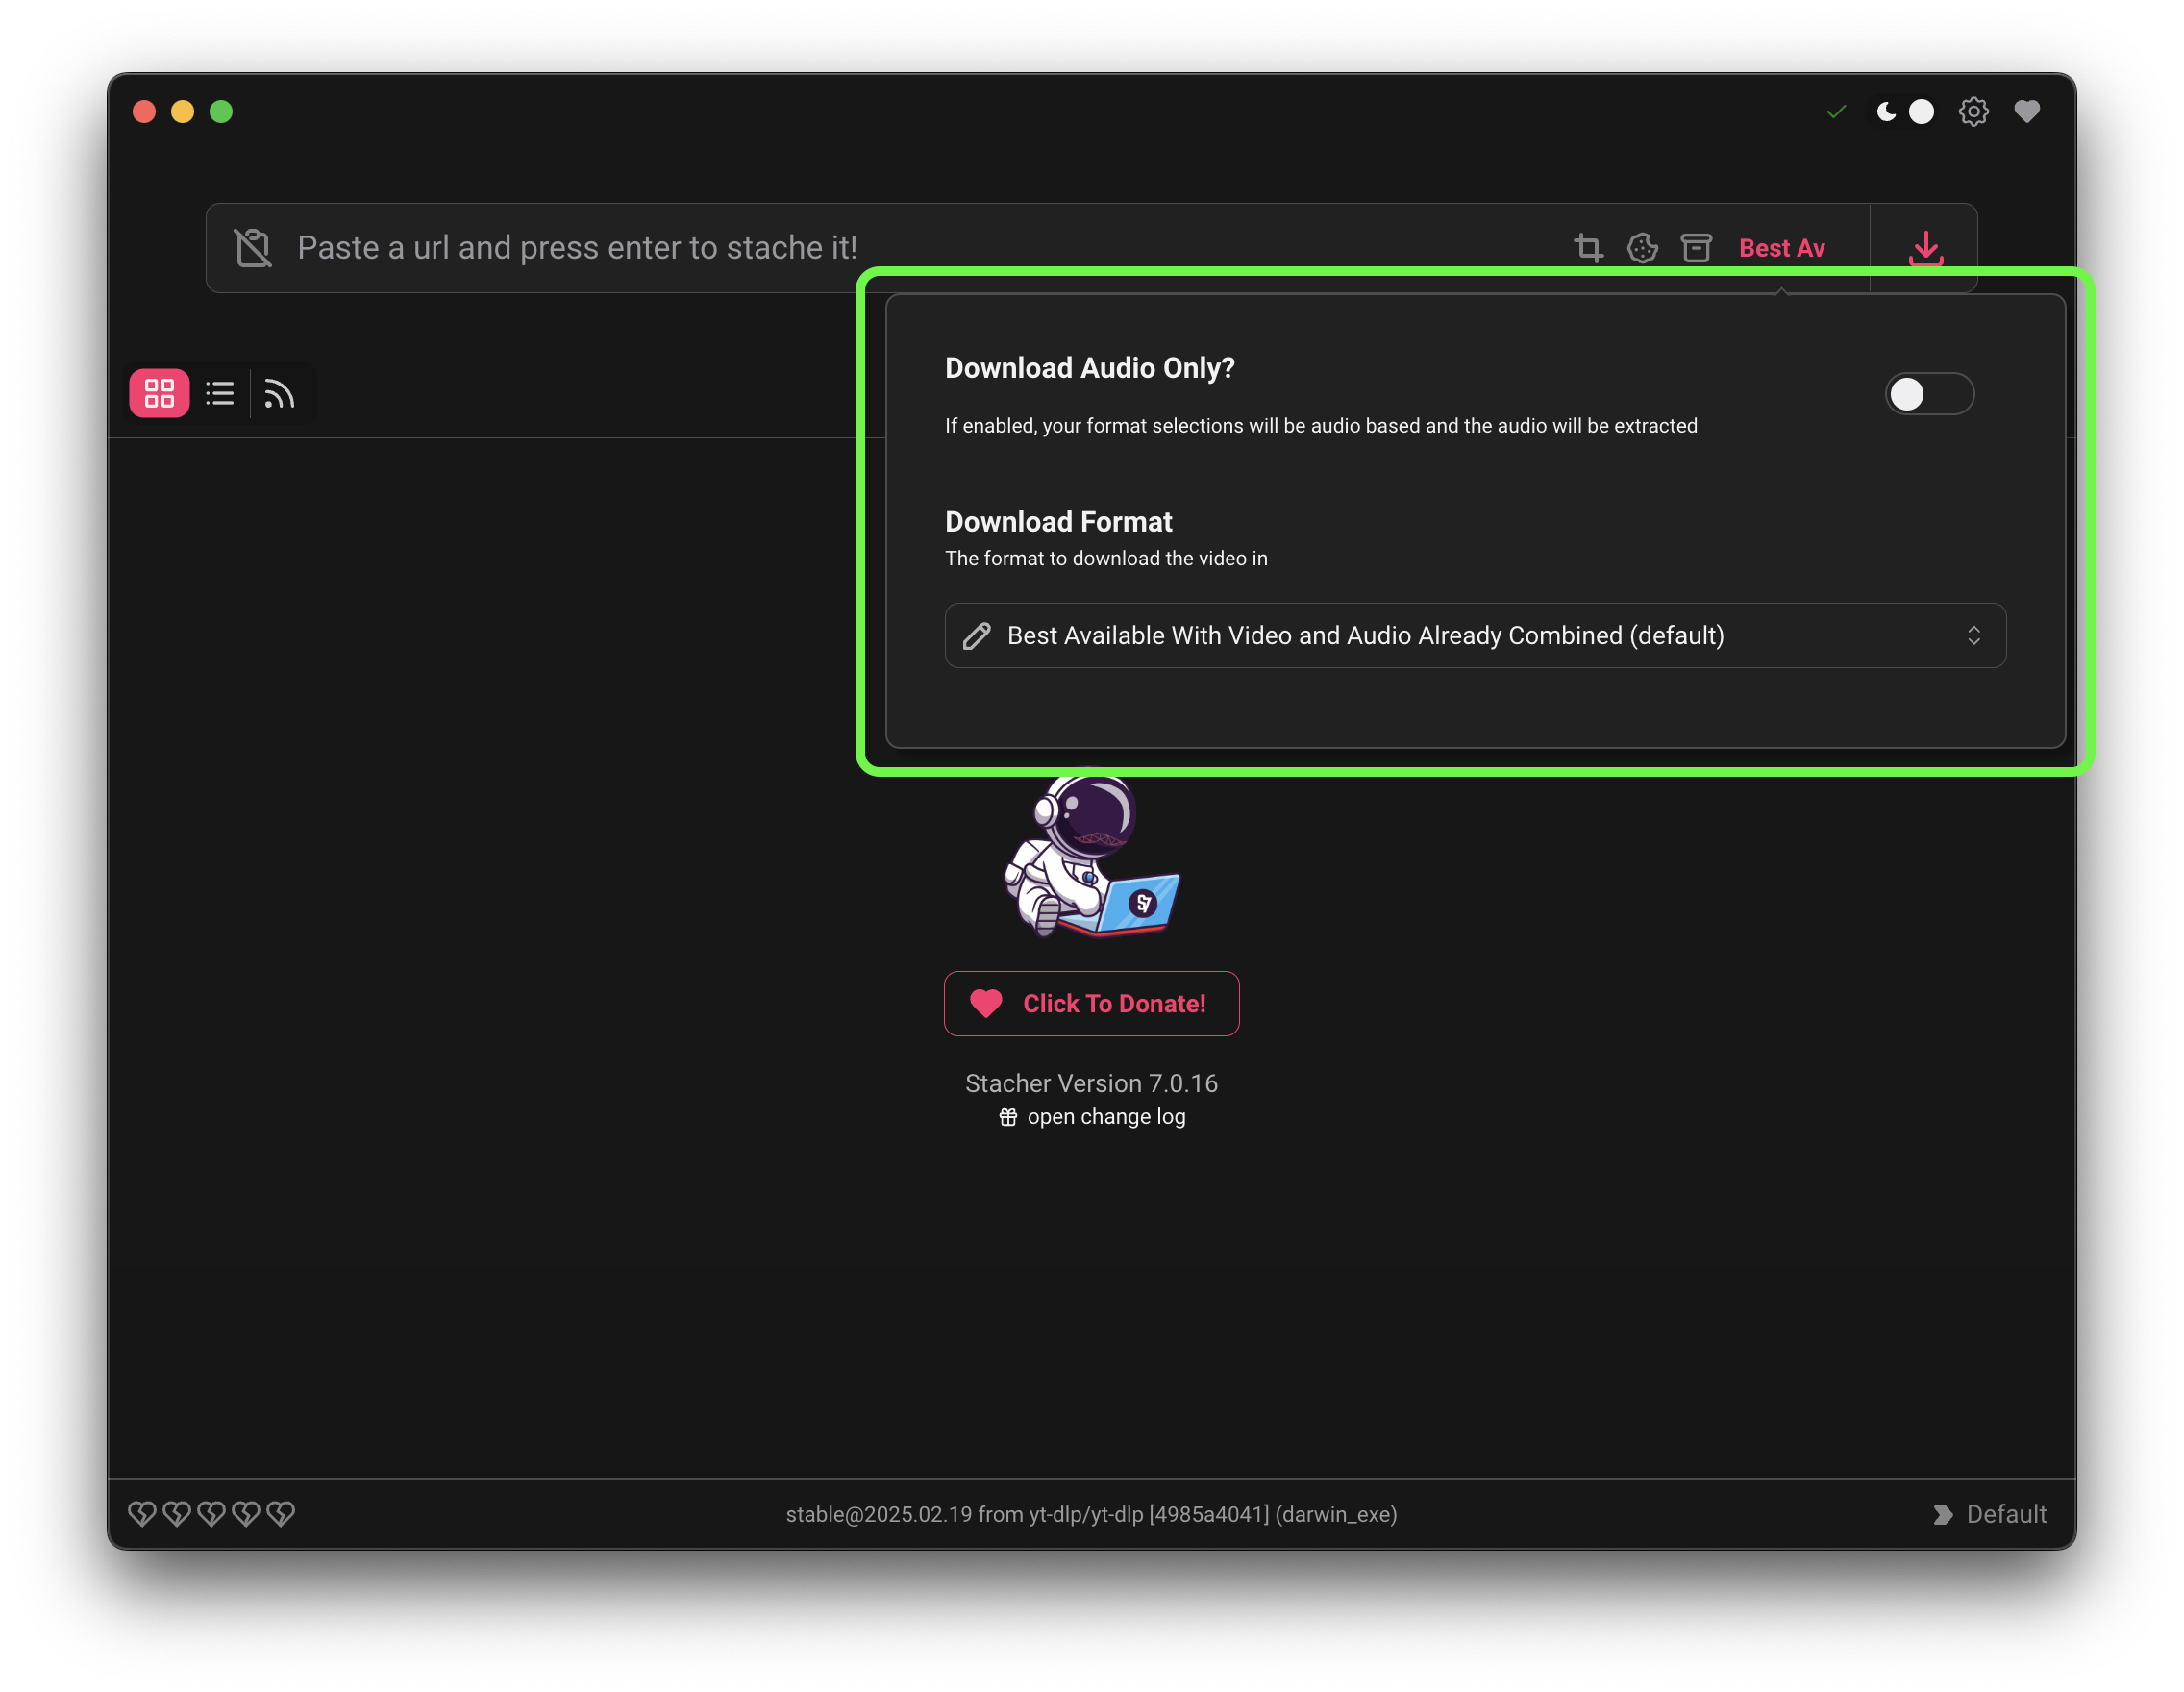 Paste a url and press enter to stache it!
Best Av
Download Audio Only?
If enabled, your format selections will be audio based and the audio will be extracted
Download Format
The format to download the video in
Best Available With Video and Audio Already Combined (default)
S7
Click To Donate!
Stacher Version 7.0.16
open change log
stable@2025.02.19 from yt-dlp/yt-dlp [4985a4041] (darwin_exe)
Default